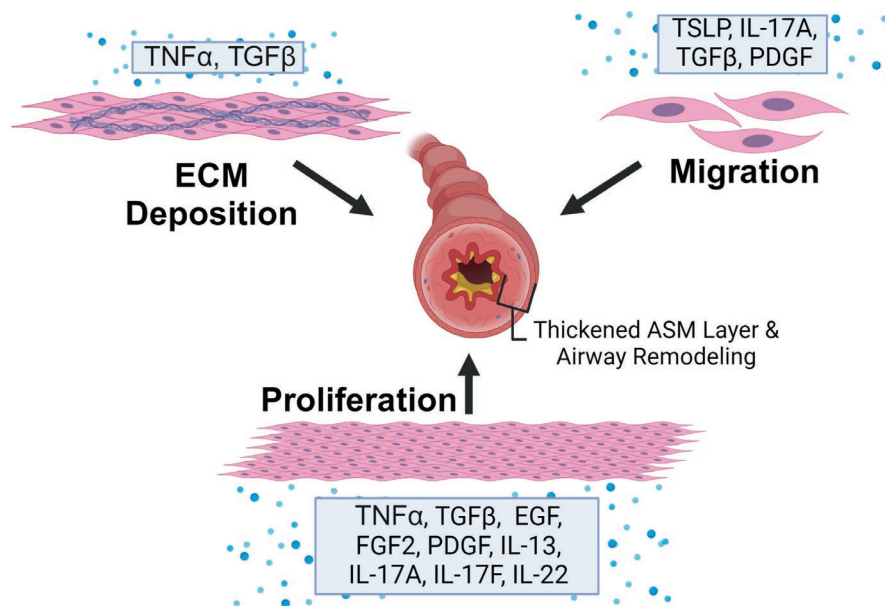 TNFα, TGFβ
ECM
Deposition
TSLP, IL-17A,
TGFβ, PDGF
Migration
Thickened ASM Layer &
Airway Remodeling
Proliferation
TNFα, TGFβ, EGF,
FGF2, PDGF, IL-13,
IL-17A, IL-17F, IL-22